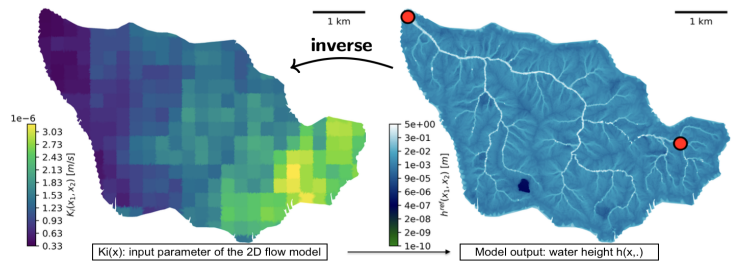 1 km
inverse
1 km
1e-6
3.03
2.73
2.43
2.13
1.83
1.53
1.23
0.93
0.63
0.33
Ki(x₁, x₂) [m/s]
5e+00
3e-01
2e-02
1e-03
9e-05
6e-06
4e-07
2e-08
2e-09
1e-10
h^ref(x₁, x₂) [m]
Ki(x): input parameter of the 2D flow model
Model output: water height h(x,.)